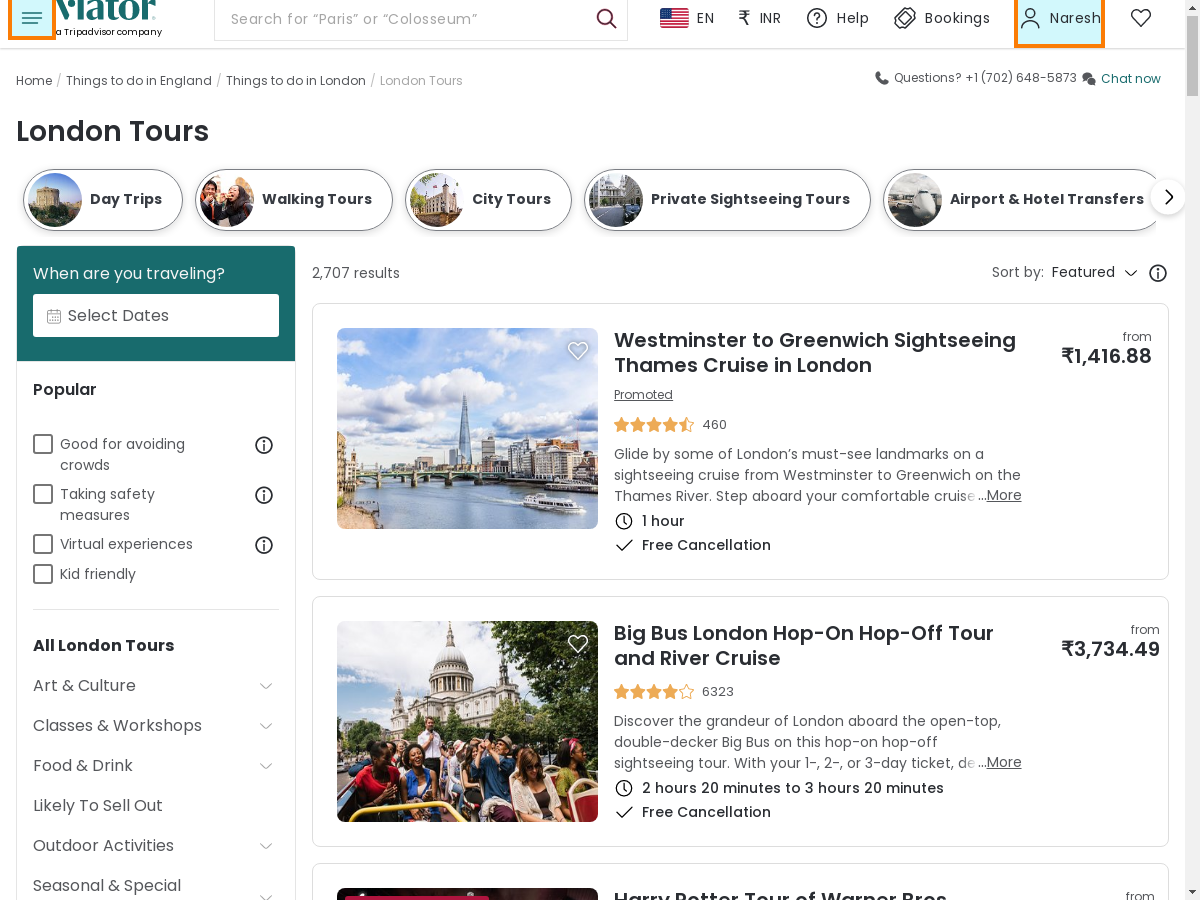 viator
a Tripadvisor company
Search for “Paris” or “Colosseum”
EN
₹ INR
Help
Bookings
Naresh
Home / Things to do in England / Things to do in London / London Tours
Questions? +1 (702) 648-5873
Chat now
London Tours
Day Trips
Walking Tours
City Tours
Private Sightseeing Tours
Airport & Hotel Transfers
When are you traveling?
Select Dates
Popular
Good for avoiding
crowds
Taking safety
measures
Virtual experiences
Kid friendly
All London Tours
Art & Culture
Classes & Workshops
Food & Drink
Likely To Sell Out
Outdoor Activities
Seasonal & Special
2,707 results
Sort by: Featured
Westminster to Greenwich Sightseeing
Thames Cruise in London
from
₹1,416.88
Promoted
460
Glide by some of London’s must-see landmarks on a
sightseeing cruise from Westminster to Greenwich on the
Thames River. Step aboard your comfortable cruise ...More
1 hour
Free Cancellation
Big Bus London Hop-On Hop-Off Tour
and River Cruise
from
₹3,734.49
6323
Discover the grandeur of London aboard the open-top,
double-decker Big Bus on this hop-on hop-off
sightseeing tour. With your 1-, 2-, or 3-day ticket, de...More
2 hours 20 minutes to 3 hours 20 minutes
Free Cancellation
Harry Potter Tour of Warner Bros.
from